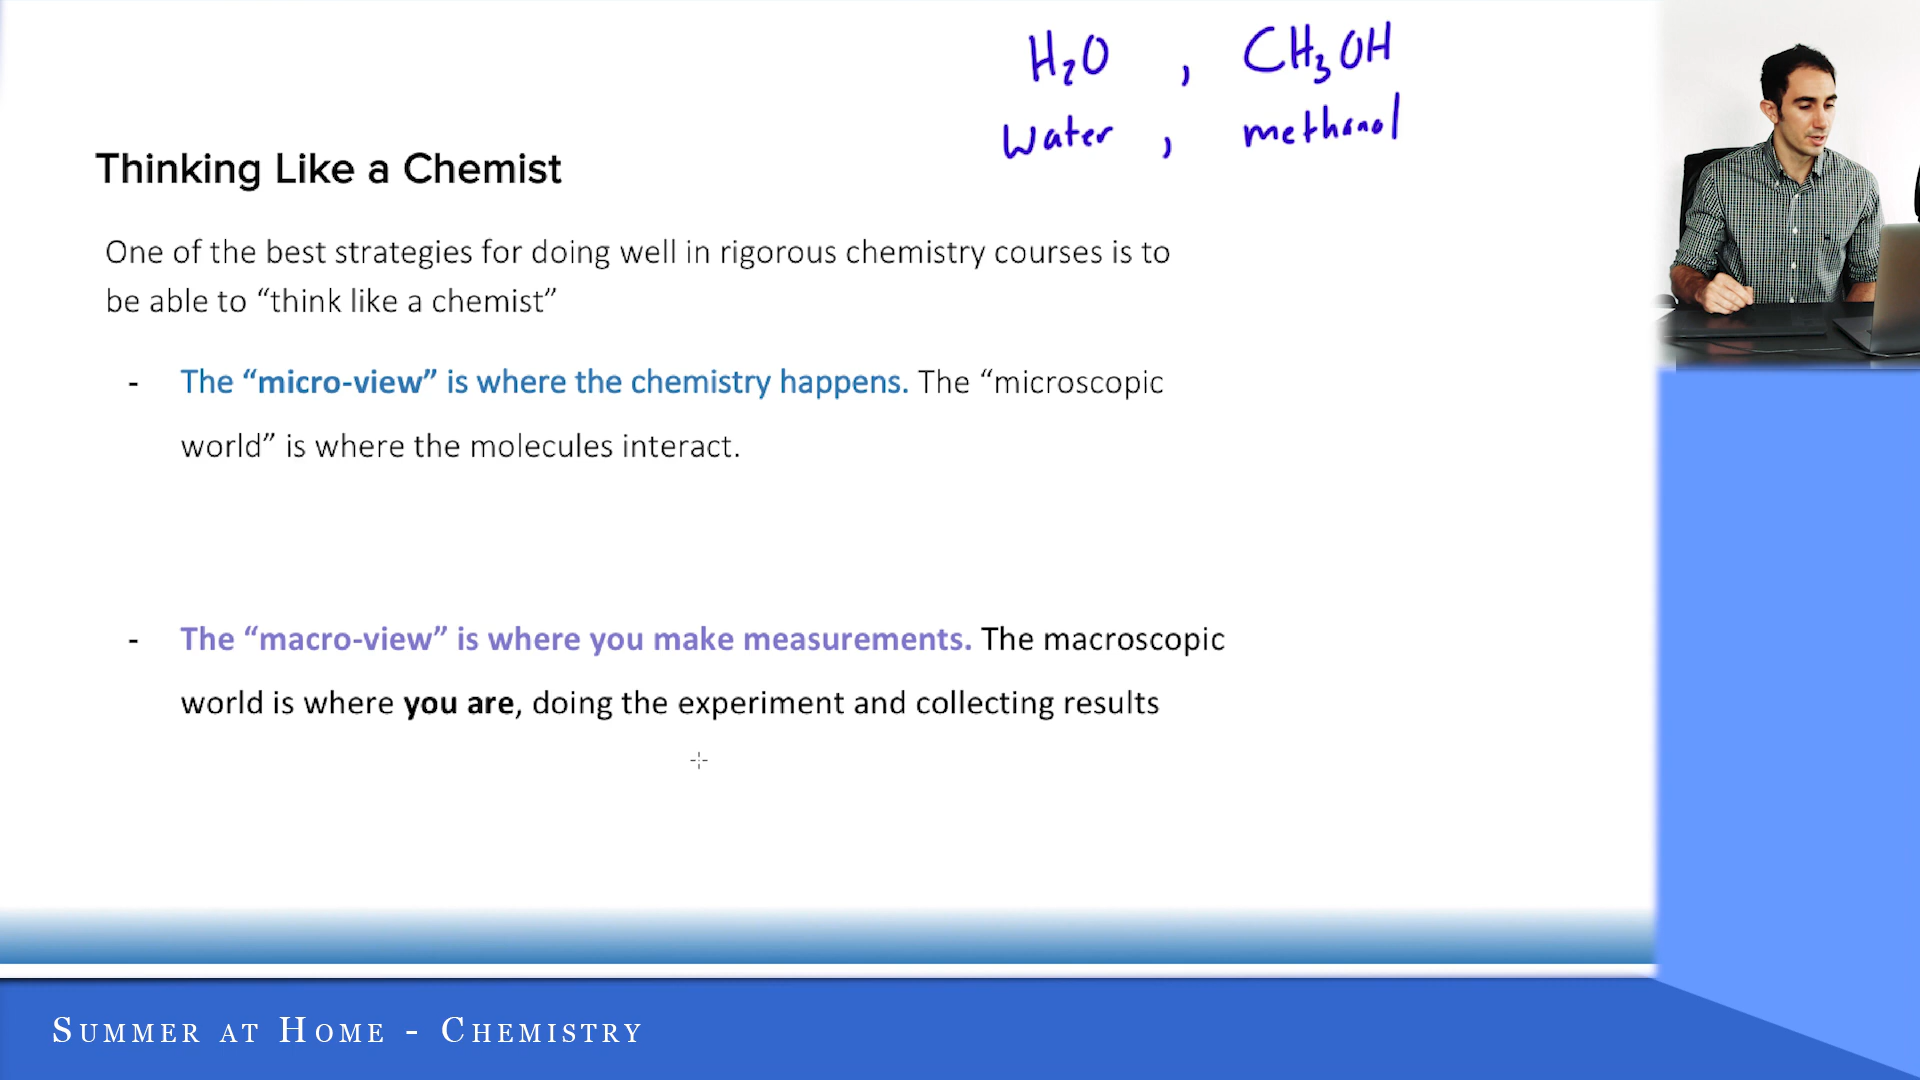 H₂O , CH₃OH
Water , methanol
Thinking Like a Chemist
One of the best strategies for doing well in rigorous chemistry courses is to
be able to “think like a chemist”
- The “micro-view” is where the chemistry happens. The “microscopic
world” is where the molecules interact.
- The “macro-view” is where you make measurements. The macroscopic
world is where you are, doing the experiment and collecting results
Summer at Home - Chemistry